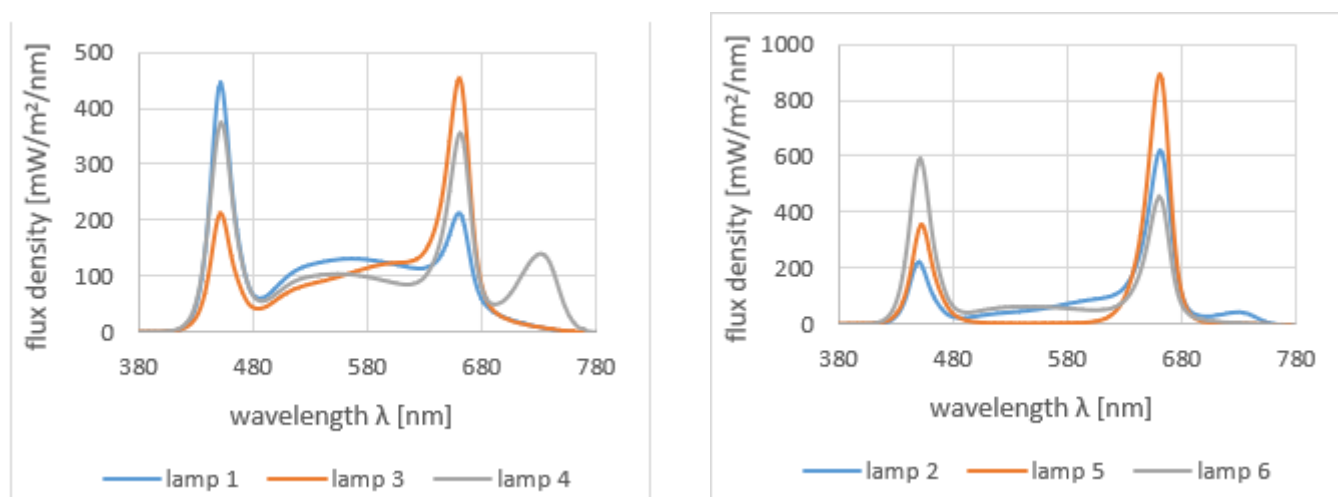 flux density [mW/m²/nm]
500
400
300
200
100
0
380 480 580 680 780
wavelength λ [nm]
lamp 1 lamp 3 lamp 4
flux density [mW/m²/nm]
1000
800
600
400
200
0
380 480 580 680 780
wavelength λ [nm]
lamp 2 lamp 5 lamp 6